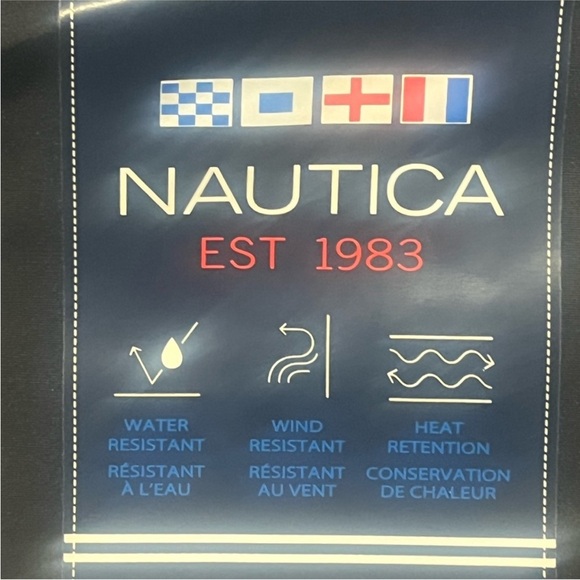 NAUTICA
EST 1983
WATER
RESISTANT
RÉSISTANT
À L'EAU
WIND
RESISTANT
RÉSISTANT
AU VENT
HEAT
RETENTION
CONSERVATION
DE CHALEUR